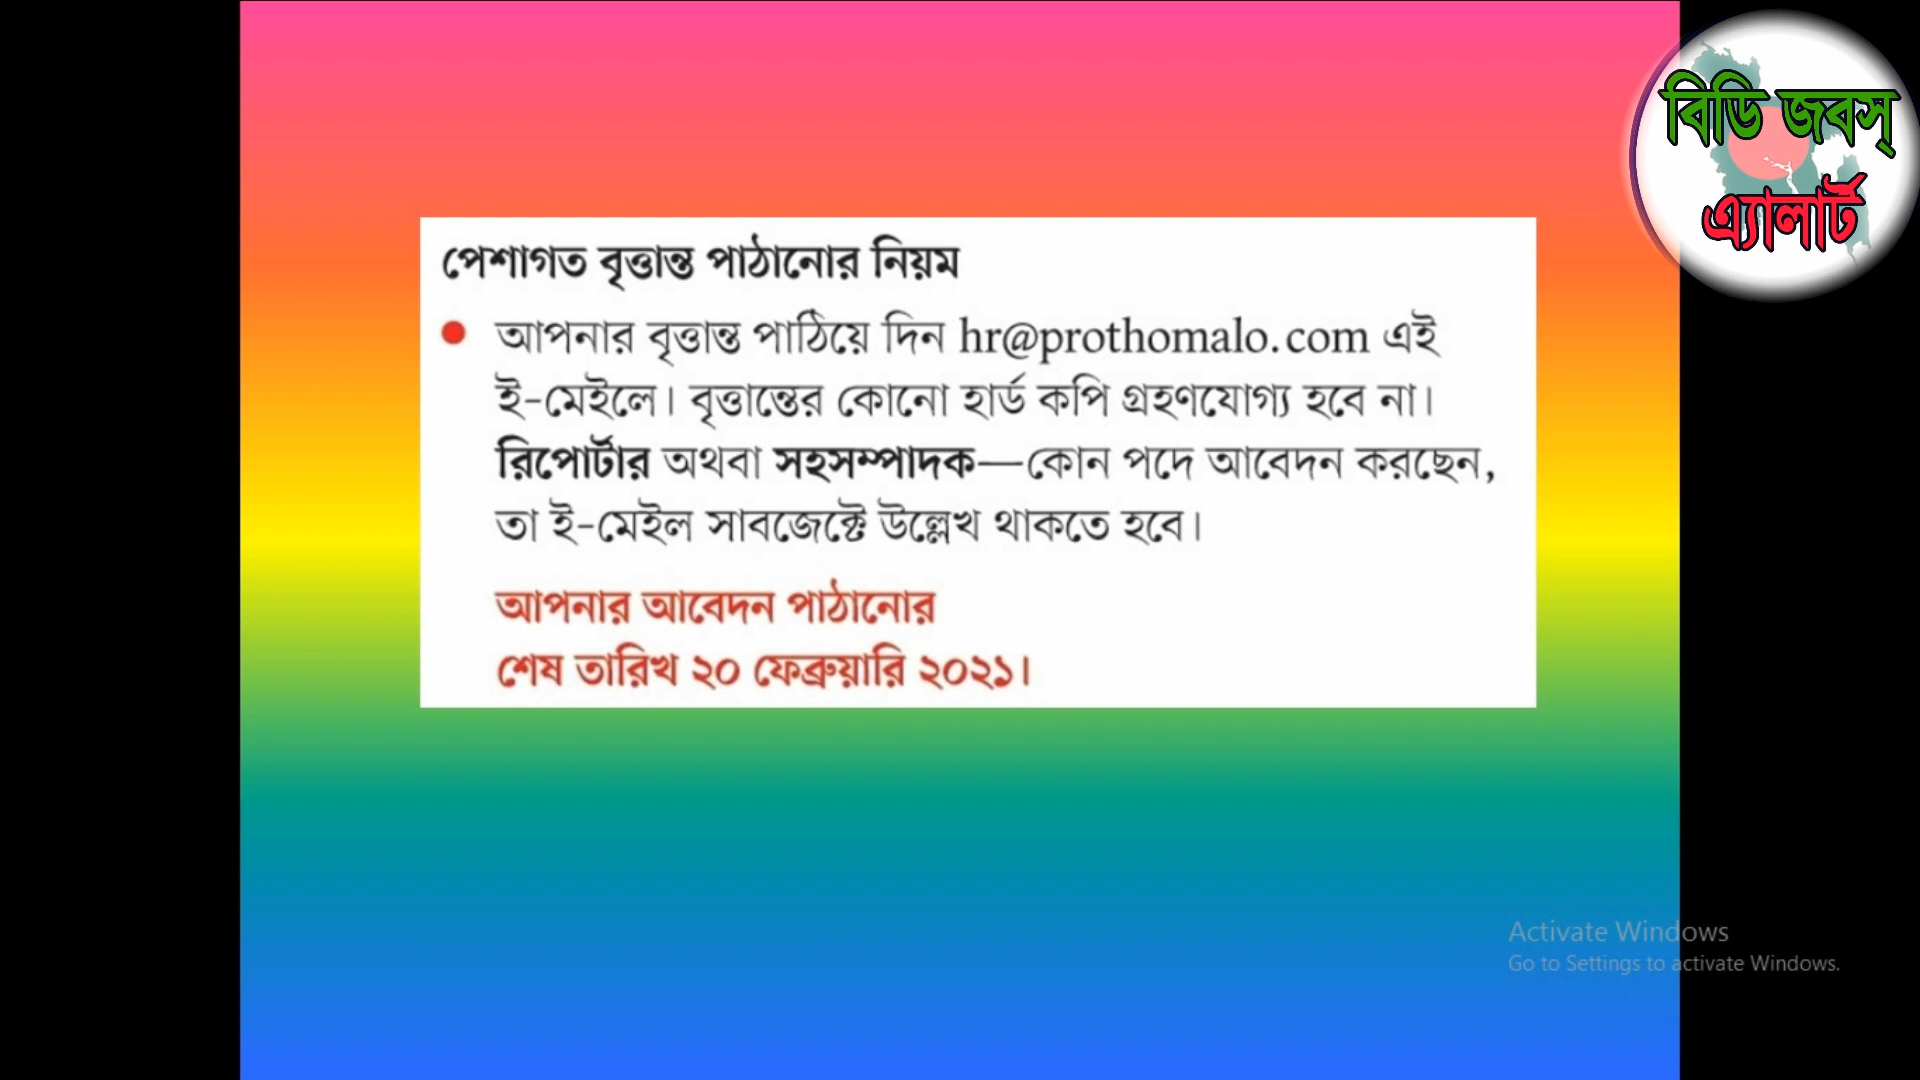 বিডি জবস্
এ্যালার্ট
পেশাগত বৃত্তান্ত পাঠানোর নিয়ম
আপনার বৃত্তান্ত পাঠিয়ে দিন hr@prothomalo.com এই
ই-মেইলে। বৃত্তান্তের কোনো হার্ড কপি গ্রহণযোগ্য হবে না।
রিপোর্টার অথবা সহসম্পাদক—কোন পদে আবেদন করছেন,
তা ই-মেইল সাবজেক্টে উল্লেখ থাকতে হবে।
আপনার আবেদন পাঠানোর
শেষ তারিখ ২০ ফেব্রুয়ারি ২০২১।
Activate Windows
Go to Settings to activate Windows.